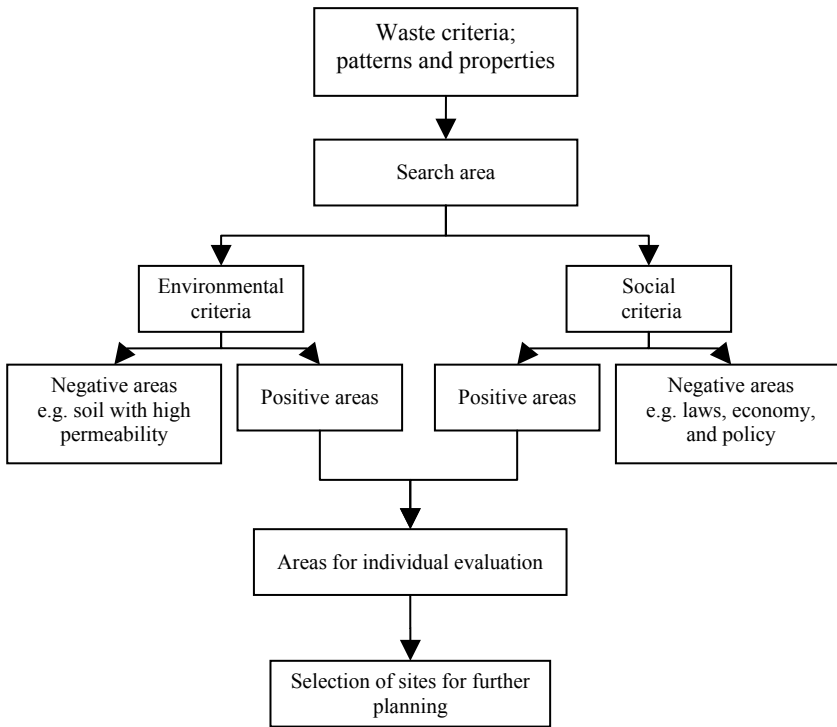 Waste criteria;
patterns and properties
Search area
Environmental
criteria
Social
criteria
Negative areas
e.g. soil with high
permeability
Positive areas
Positive areas
Negative areas
e.g. laws, economy,
and policy
Areas for individual evaluation
Selection of sites for further
planning